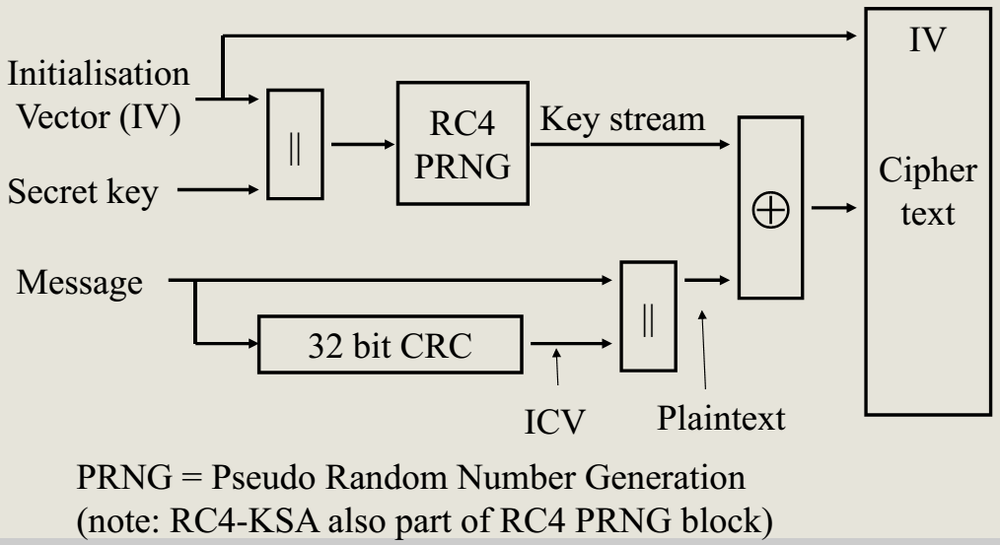 IV
Initialisation
Vector (IV)
||
RC4
PRNG
Key stream
Secret key
⊕
Cipher
text
Message
||
32 bit CRC
ICV
Plaintext
PRNG = Pseudo Random Number Generation
(note: RC4-KSA also part of RC4 PRNG block)